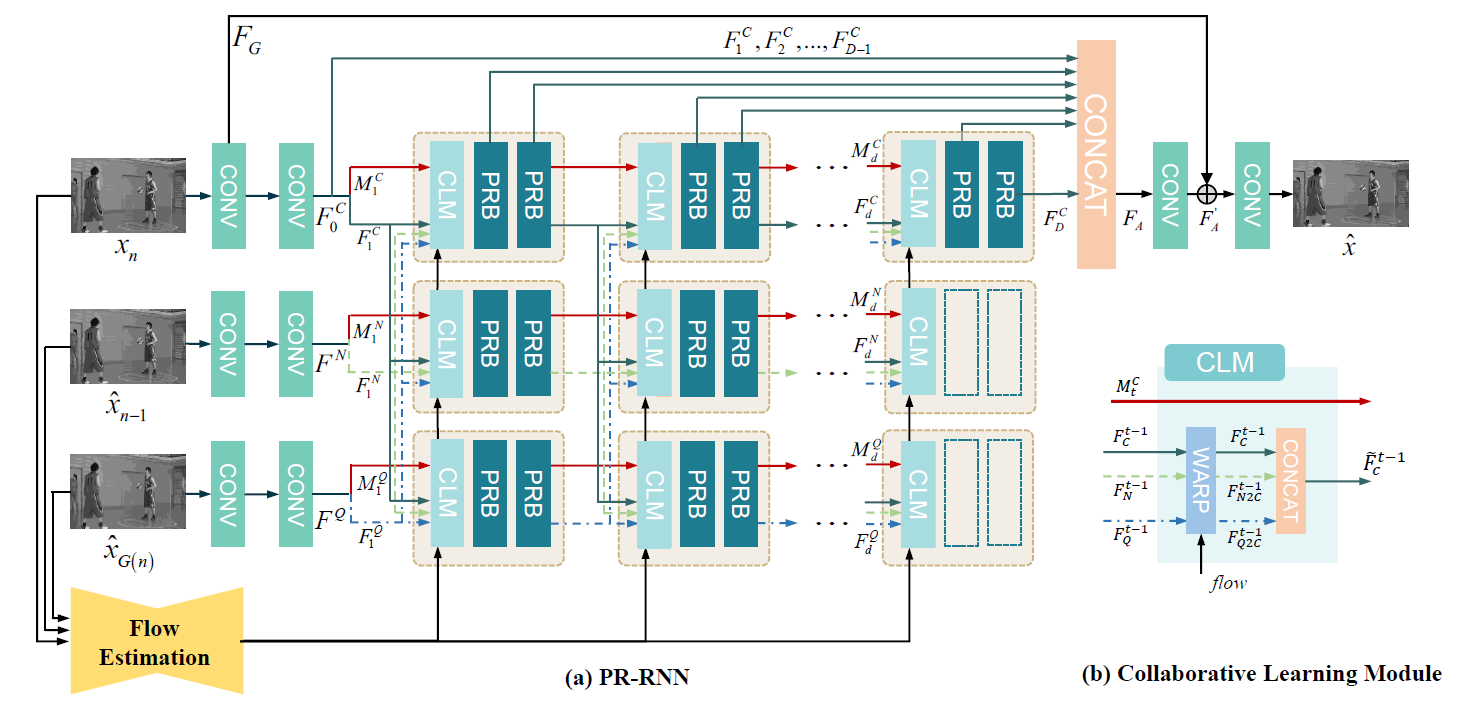 F_G
F_1^C, F_2^C, ..., F_{D-1}^C
CONV
CONV
F_0^C
M_1^C
F_1^C
CLM
PRB
PRB
CLM
PRB
PRB
...
...
M_d^C
F_d^C
CLM
PRB
PRB
F_D^C
CONCAT
F_A
CONV
F_A^'
CONV
x_n
x̂
CONV
CONV
F^N
M_1^N
F_1^N
CLM
PRB
PRB
CLM
PRB
PRB
...
...
M_d^N
F_d^N
CLM
x̂_{n-1}
CONV
CONV
F^Q
M_1^Q
F_1^Q
CLM
PRB
PRB
CLM
PRB
PRB
...
...
M_d^Q
F_d^Q
CLM
x̂_{G(n)}
Flow
Estimation
(a) PR-RNN
CLM
M_t^C
F_C^{t-1}
F_N^{t-1}
F_Q^{t-1}
WARP
F_C^{t-1}
F_{N2C}^{t-1}
F_{Q2C}^{t-1}
CONCAT
F̃_c^{t-1}
flow
(b) Collaborative Learning Module